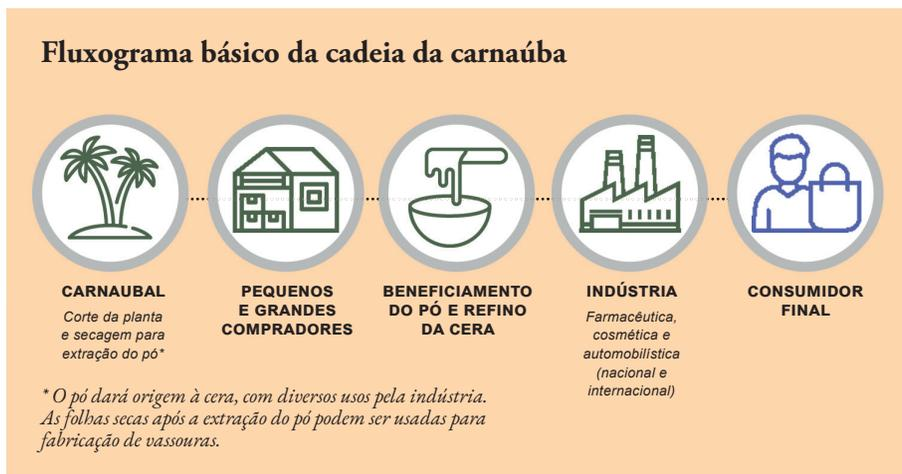 Fluxograma básico da cadeia da carnaúba
CARNAUBAL
Corte da planta
e secagem para
extração do pó*
PEQUENOS
E GRANDES
COMPRADORES
BENEFICIAMENTO
DO PÓ E REFINO
DA CERA
INDÚSTRIA
Farmacêutica,
cosmética e
automobilística
(nacional e
internacional)
CONSUMIDOR
FINAL
* O pó dará origem à cera, com diversos usos pela indústria.
As folhas secas após a extração do pó podem ser usadas para
fabricação de vassouras.